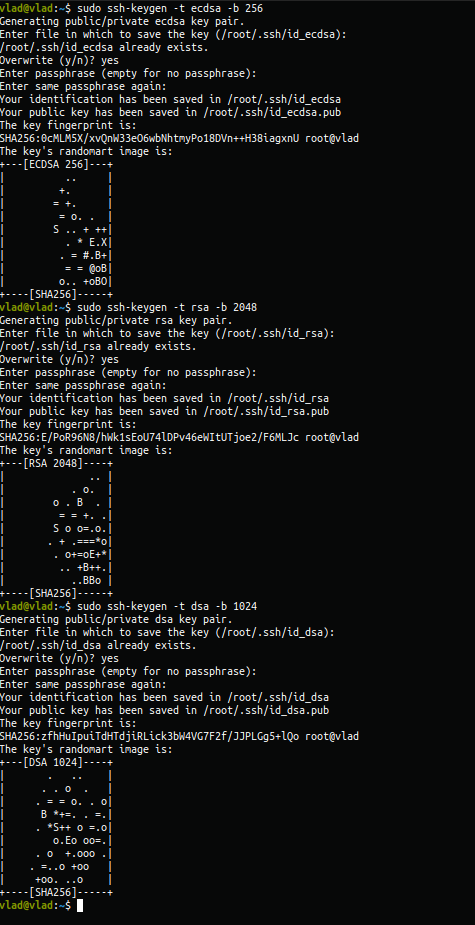 vlad@vlad:~$ sudo ssh-keygen -t ecdsa -b 256
Generating public/private ecdsa key pair.
Enter file in which to save the key (/root/.ssh/id_ecdsa):
/root/.ssh/id_ecdsa already exists.
Overwrite (y/n)? yes
Enter passphrase (empty for no passphrase):
Enter same passphrase again:
Your identification has been saved in /root/.ssh/id_ecdsa
Your public key has been saved in /root/.ssh/id_ecdsa.pub
The key fingerprint is:
SHA256:0cMLM5X/xvQnW33eO6wbNhtmyPo18DVn++H38iagxnU root@vlad
The key's randomart image is:
+---[ECDSA 256]---+
|          ..     |
|         +.      |
|        = +.     |
|         = o. .  |
|        S .. + ++|
|          . * E.X|
|         . = #.B+|
|          = = @oB|
|         o.. +oBO|
+----[SHA256]-----+
vlad@vlad:~$ sudo ssh-keygen -t rsa -b 2048
Generating public/private rsa key pair.
Enter file in which to save the key (/root/.ssh/id_rsa):
/root/.ssh/id_rsa already exists.
Overwrite (y/n)? yes
Enter passphrase (empty for no passphrase):
Enter same passphrase again:
Your identification has been saved in /root/.ssh/id_rsa
Your public key has been saved in /root/.ssh/id_rsa.pub
The key fingerprint is:
SHA256:E/PoR96N8/hWk1sEoU74lDPv46eWItUTjoe2/F6MLJc root@vlad
The key's randomart image is:
+---[RSA 2048]----+
|              .. |
|           . o.  |
|        o . B  . |
|         = = +. .|
|        S o o=.o.|
|       . + .===*o|
|        . o+=oE+*|
|         .. +B++.|
|           ..BBo |
+----[SHA256]-----+
vlad@vlad:~$ sudo ssh-keygen -t dsa -b 1024
Generating public/private dsa key pair.
Enter file in which to save the key (/root/.ssh/id_dsa):
/root/.ssh/id_dsa already exists.
Overwrite (y/n)? yes
Enter passphrase (empty for no passphrase):
Enter same passphrase again:
Your identification has been saved in /root/.ssh/id_dsa
Your public key has been saved in /root/.ssh/id_dsa.pub
The key fingerprint is:
SHA256:zfhHuIpuiTdHTdjiRLick3bW4VG7F2f/JJPLGg5+lQo root@vlad
The key's randomart image is:
+---[DSA 1024]----+
|       .   ..    |
|      . . o  .   |
|     . = = o. . o|
|      B *+=. . =.|
|     . *S++ o =.o|
|        o.Eo oo=.|
|     . o  +.ooo .|
|    . =..o +oo   |
|     +oo. ..o    |
+----[SHA256]-----+
vlad@vlad:~$